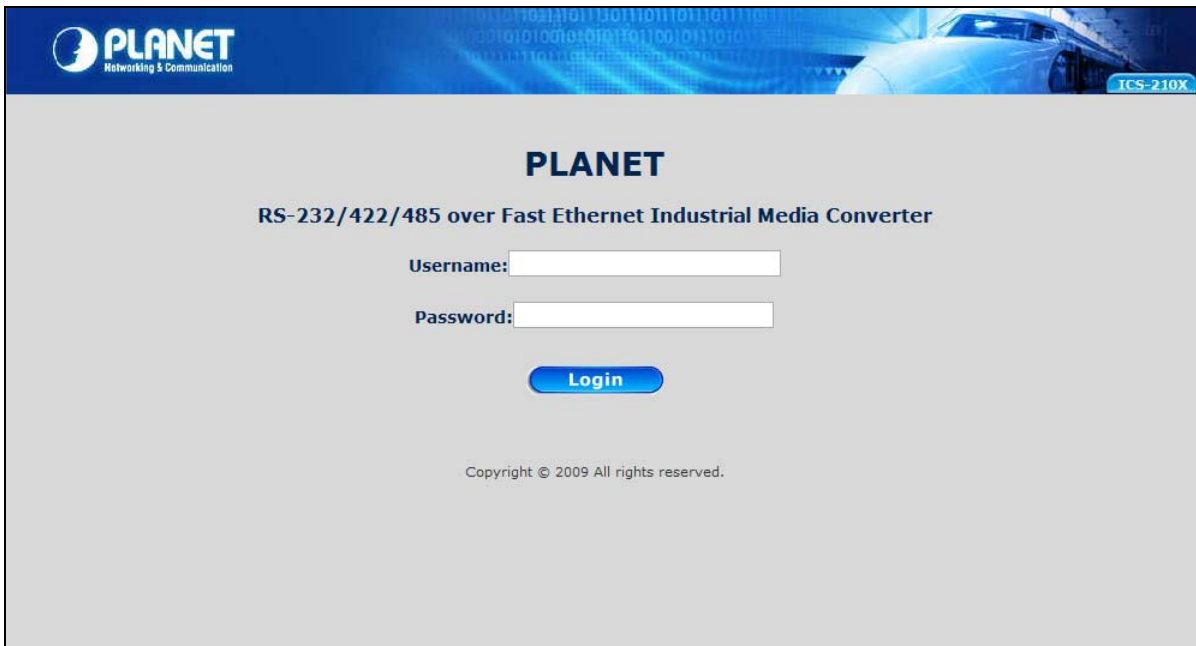 PLANET
Networking & Communication
ICS-210X
PLANET
RS-232/422/485 over Fast Ethernet Industrial Media Converter
Username:
Password:
Login
Copyright © 2009 All rights reserved.